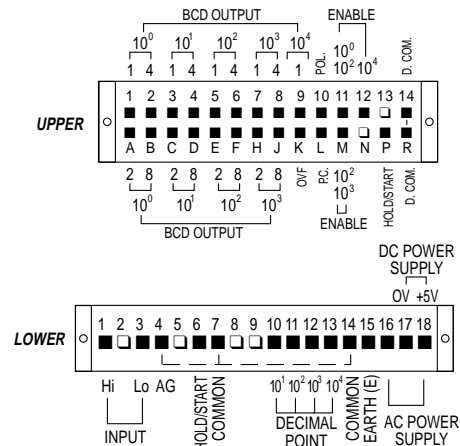 BCD OUTPUT
ENABLE
10⁰ 10¹ 10² 10³ 10⁴
10⁰
1 4 1 4 1 4 1 4 1 POL. 10² 10⁴ D. COM.
1 2 3 4 5 6 7 8 9 10 11 12 13 14
UPPER
A B C D E F H J K L M N P R
2 8 2 8 2 8 2 8 OVF P.C. 10² HOLD/START D. COM.
10⁰ 10¹ 10² 10³
10³
BCD OUTPUT
ENABLE
DC POWER
SUPPLY
OV +5V
1 2 3 4 5 6 7 8 9 10 11 12 13 14 15 16 17 18
LOWER
Hi Lo AG HOLD/START COMMON 10¹ 10² 10³ 10⁴ COMMON EARTH (E)
INPUT
DECIMAL
POINT
AC POWER
SUPPLY